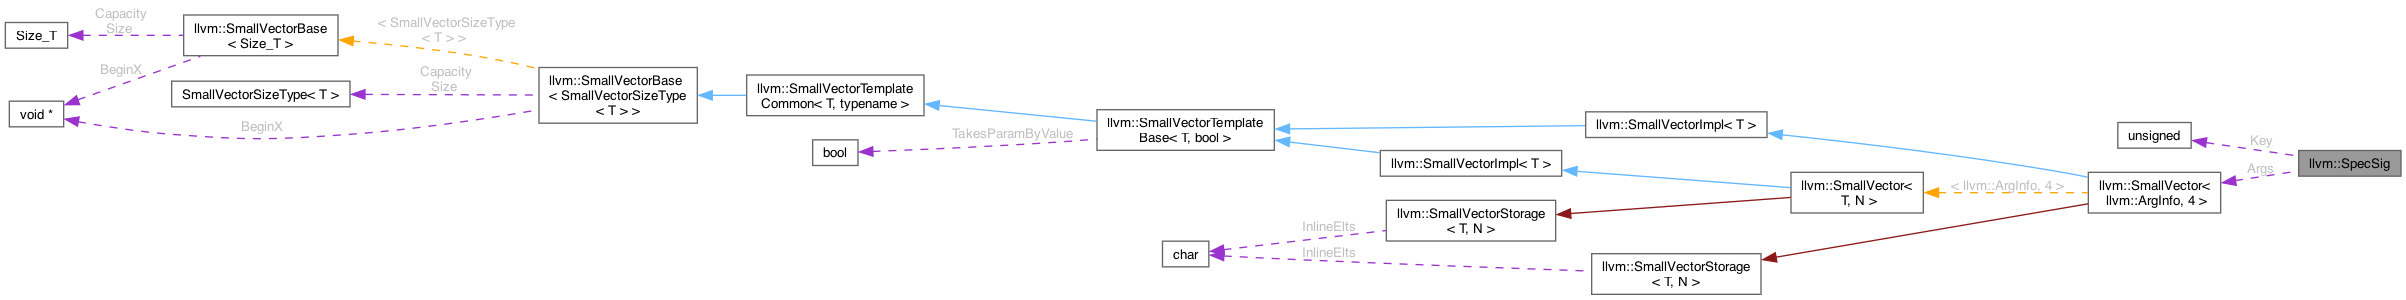 Size_T
Capacity
Size
llvm::SmallVectorBase
< Size_T >
BeginX
void *
SmallVectorSizeType< T >
< SmallVectorSizeType
< T > >
Capacity
Size
BeginX
llvm::SmallVectorBase
< SmallVectorSizeType
< T > >
llvm::SmallVectorTemplate
Common< T, typename >
bool
TakesParamByValue
llvm::SmallVectorTemplate
Base< T, bool >
llvm::SmallVectorImpl< T >
llvm::SmallVectorImpl< T >
llvm::SmallVectorStorage
< T, N >
char
InlineElts
InlineElts
llvm::SmallVectorStorage
< T, N >
llvm::SmallVector<
T, N >
< llvm::ArgInfo, 4 >
llvm::SmallVector<
llvm::ArgInfo, 4 >
unsigned
Key
Args
llvm::SpecSig